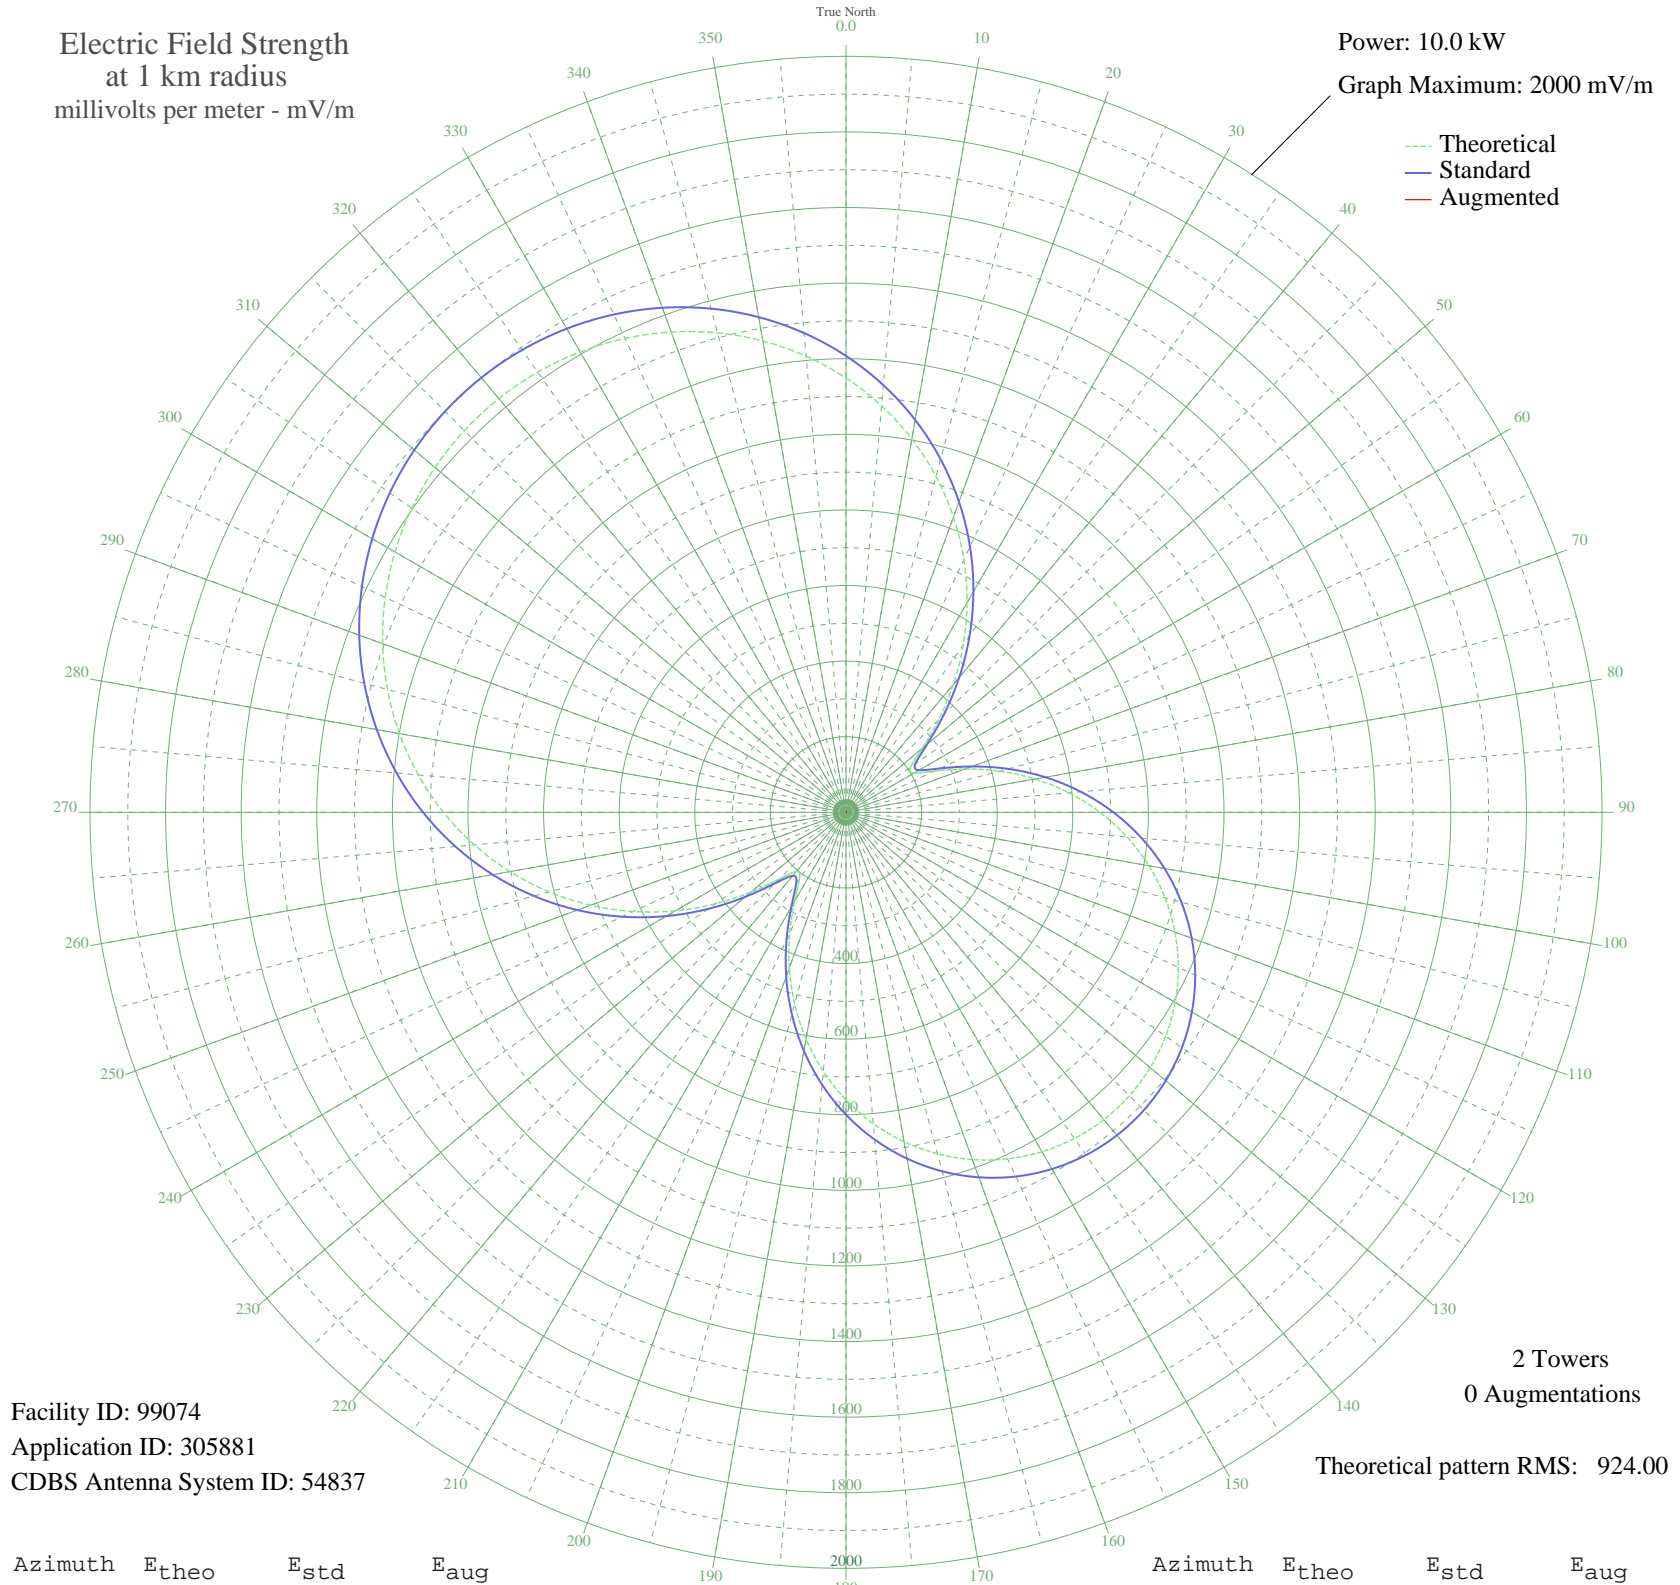 True North
0.0
Electric Field Strength
at 1 km radius
millivolts per meter - mV/m
Power: 10.0 kW
Graph Maximum: 2000 mV/m
Theoretical
Standard
Augmented
10
20
30
40
50
60
70
80
90
100
110
120
130
140
150
160
170
190
200
210
220
230
240
250
260
270
280
290
300
310
320
330
340
350
400
600
800
1000
1200
1400
1600
1800
2000
2 Towers
0 Augmentations
Theoretical pattern RMS: 924.00
Facility ID: 99074
Application ID: 305881
CDBS Antenna System ID: 54837
Azimuth Etheo Estd Eaug
Azimuth Etheo Estd Eaug